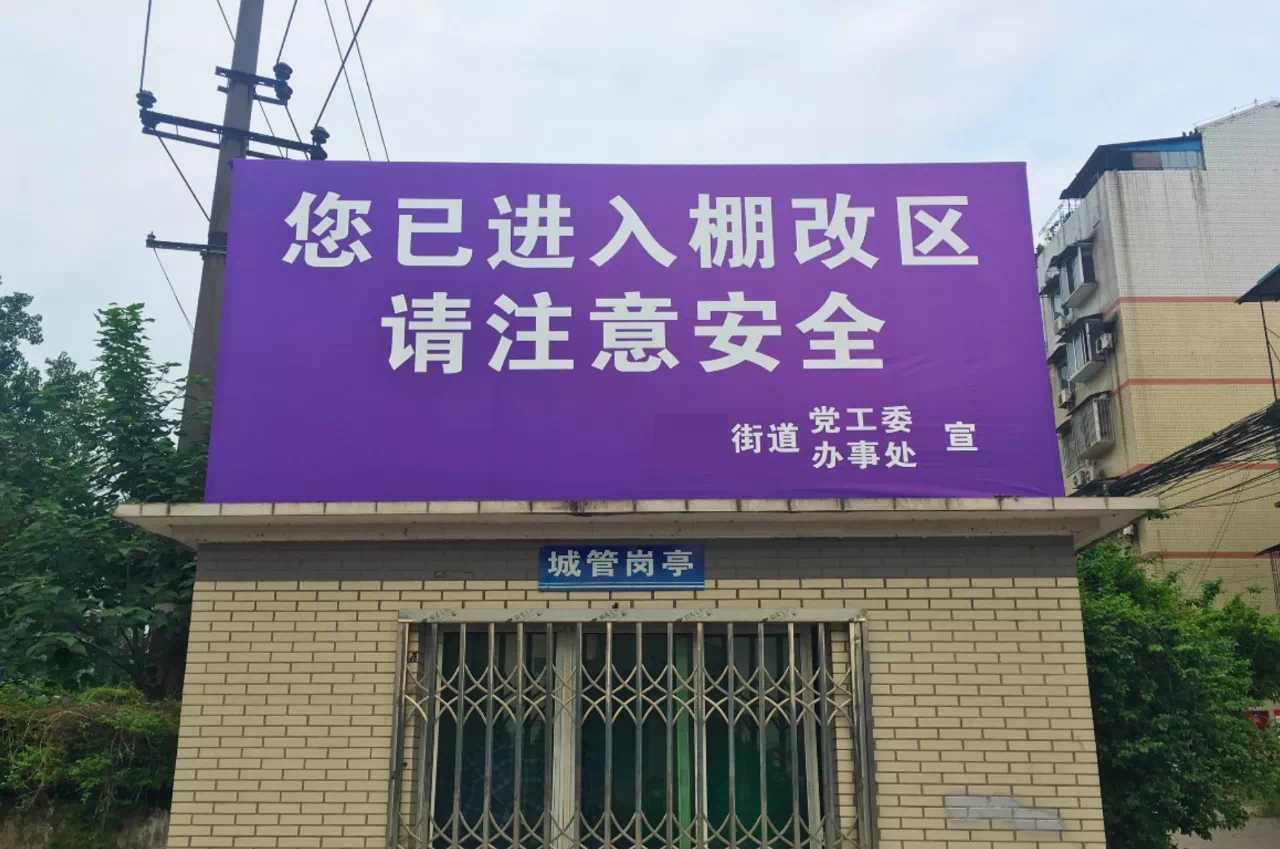 您已进入棚改区
请注意安全
街道 党工委 宣
办事处
城管岗亭